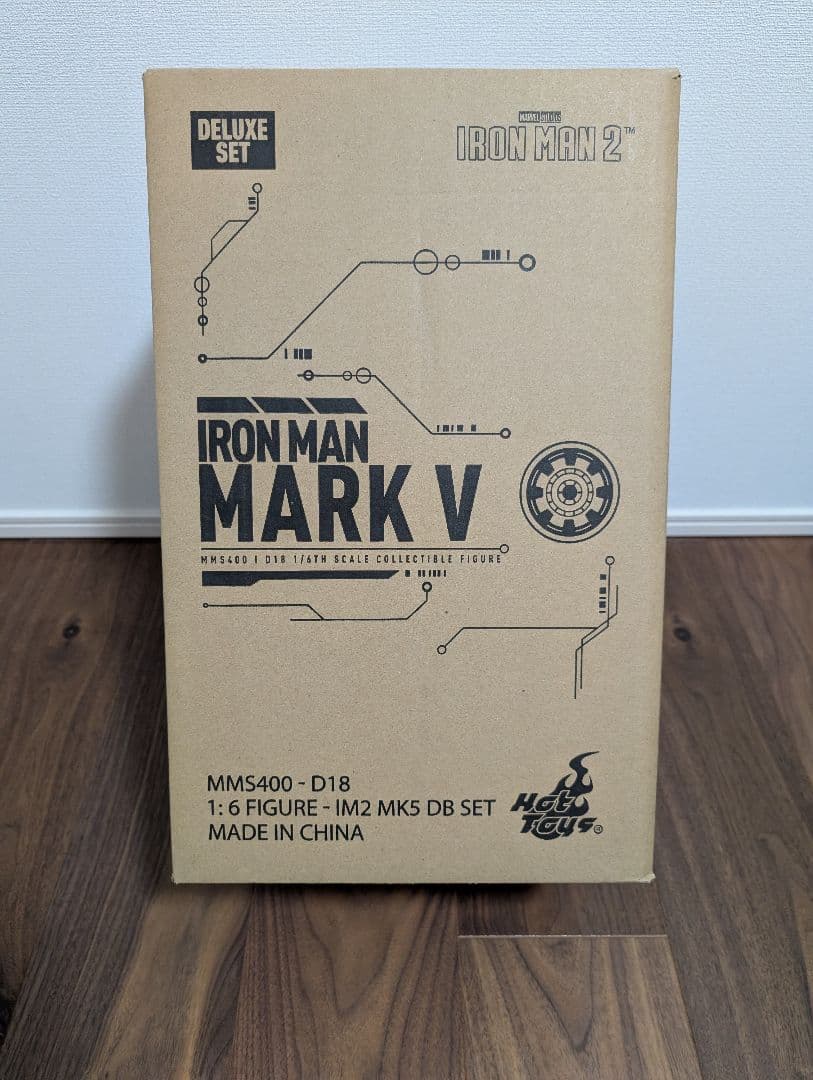 DELUXE
SET
MARVEL STUDIOS
IRON MAN 2™
IRON MAN
MARK V
MMS400 | D18 1/6TH SCALE COLLECTIBLE FIGURE
MMS400 - D18
1: 6 FIGURE - IM2 MK5 DB SET
MADE IN CHINA
Hot
Toys®